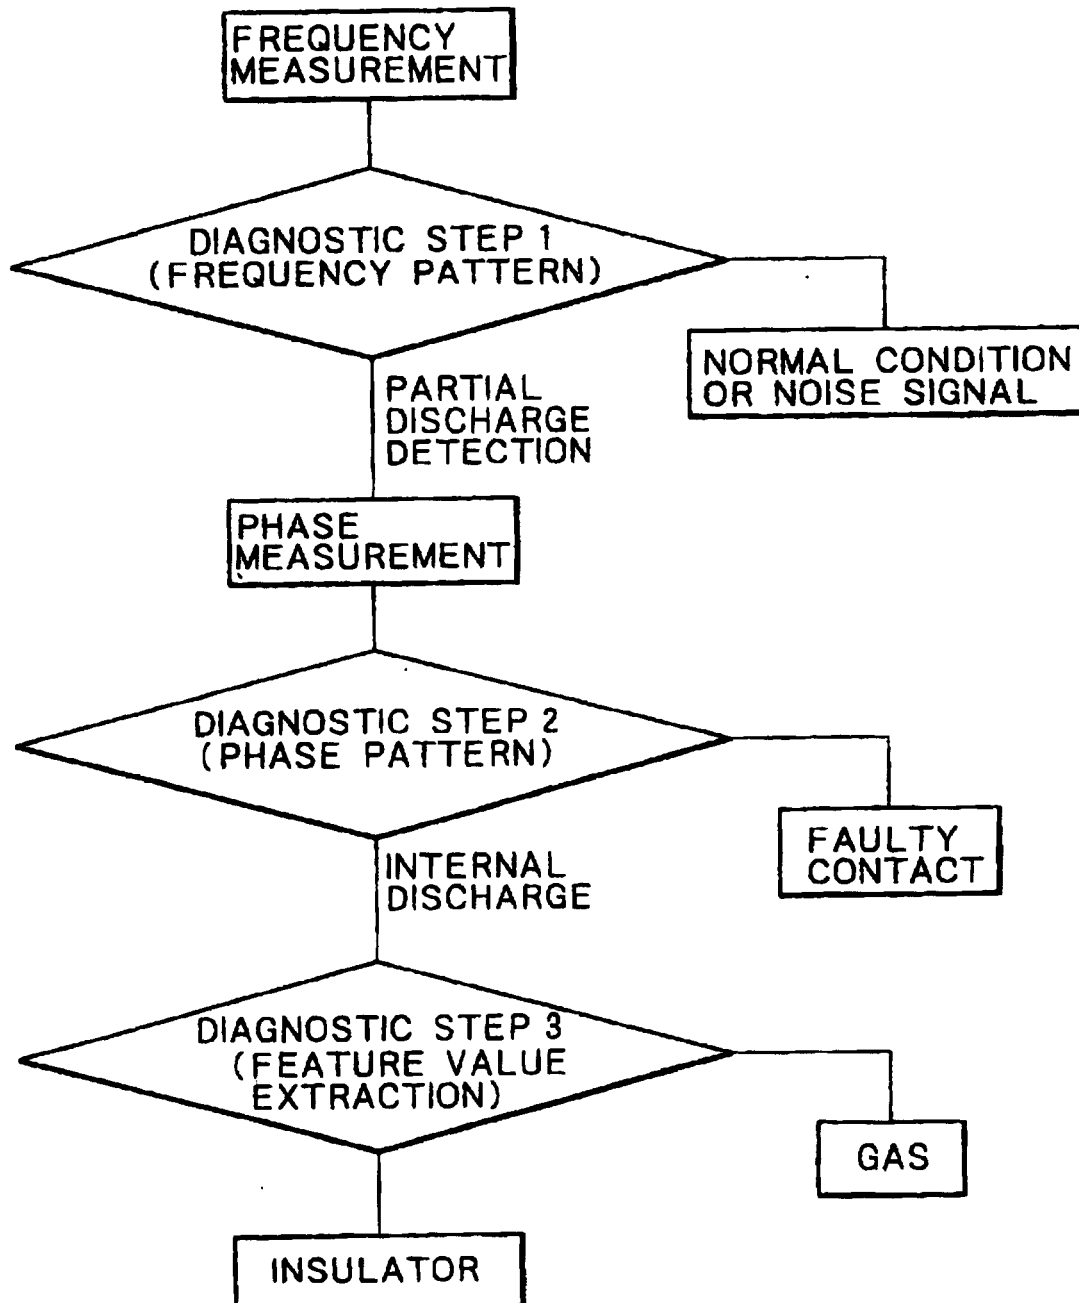 FREQUENCY
MEASUREMENT
DIAGNOSTIC STEP 1
(FREQUENCY PATTERN)
NORMAL CONDITION
OR NOISE SIGNAL
PARTIAL
DISCHARGE
DETECTION
PHASE
MEASUREMENT
DIAGNOSTIC STEP 2
(PHASE PATTERN)
FAULTY
CONTACT
INTERNAL
DISCHARGE
DIAGNOSTIC STEP 3
(FEATURE VALUE
EXTRACTION)
GAS
INSULATOR